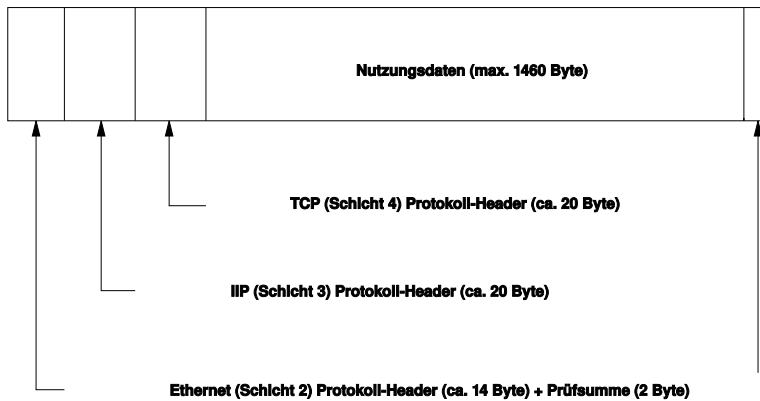 Nutzungsdaten (max. 1460 Byte)
TCP (Schicht 4) Protokoll-Header (ca. 20 Byte)
IIP (Schicht 3) Protokoll-Header (ca. 20 Byte)
Ethernet (Schicht 2) Protokoll-Header (ca. 14 Byte) + Prüfsumme (2 Byte)